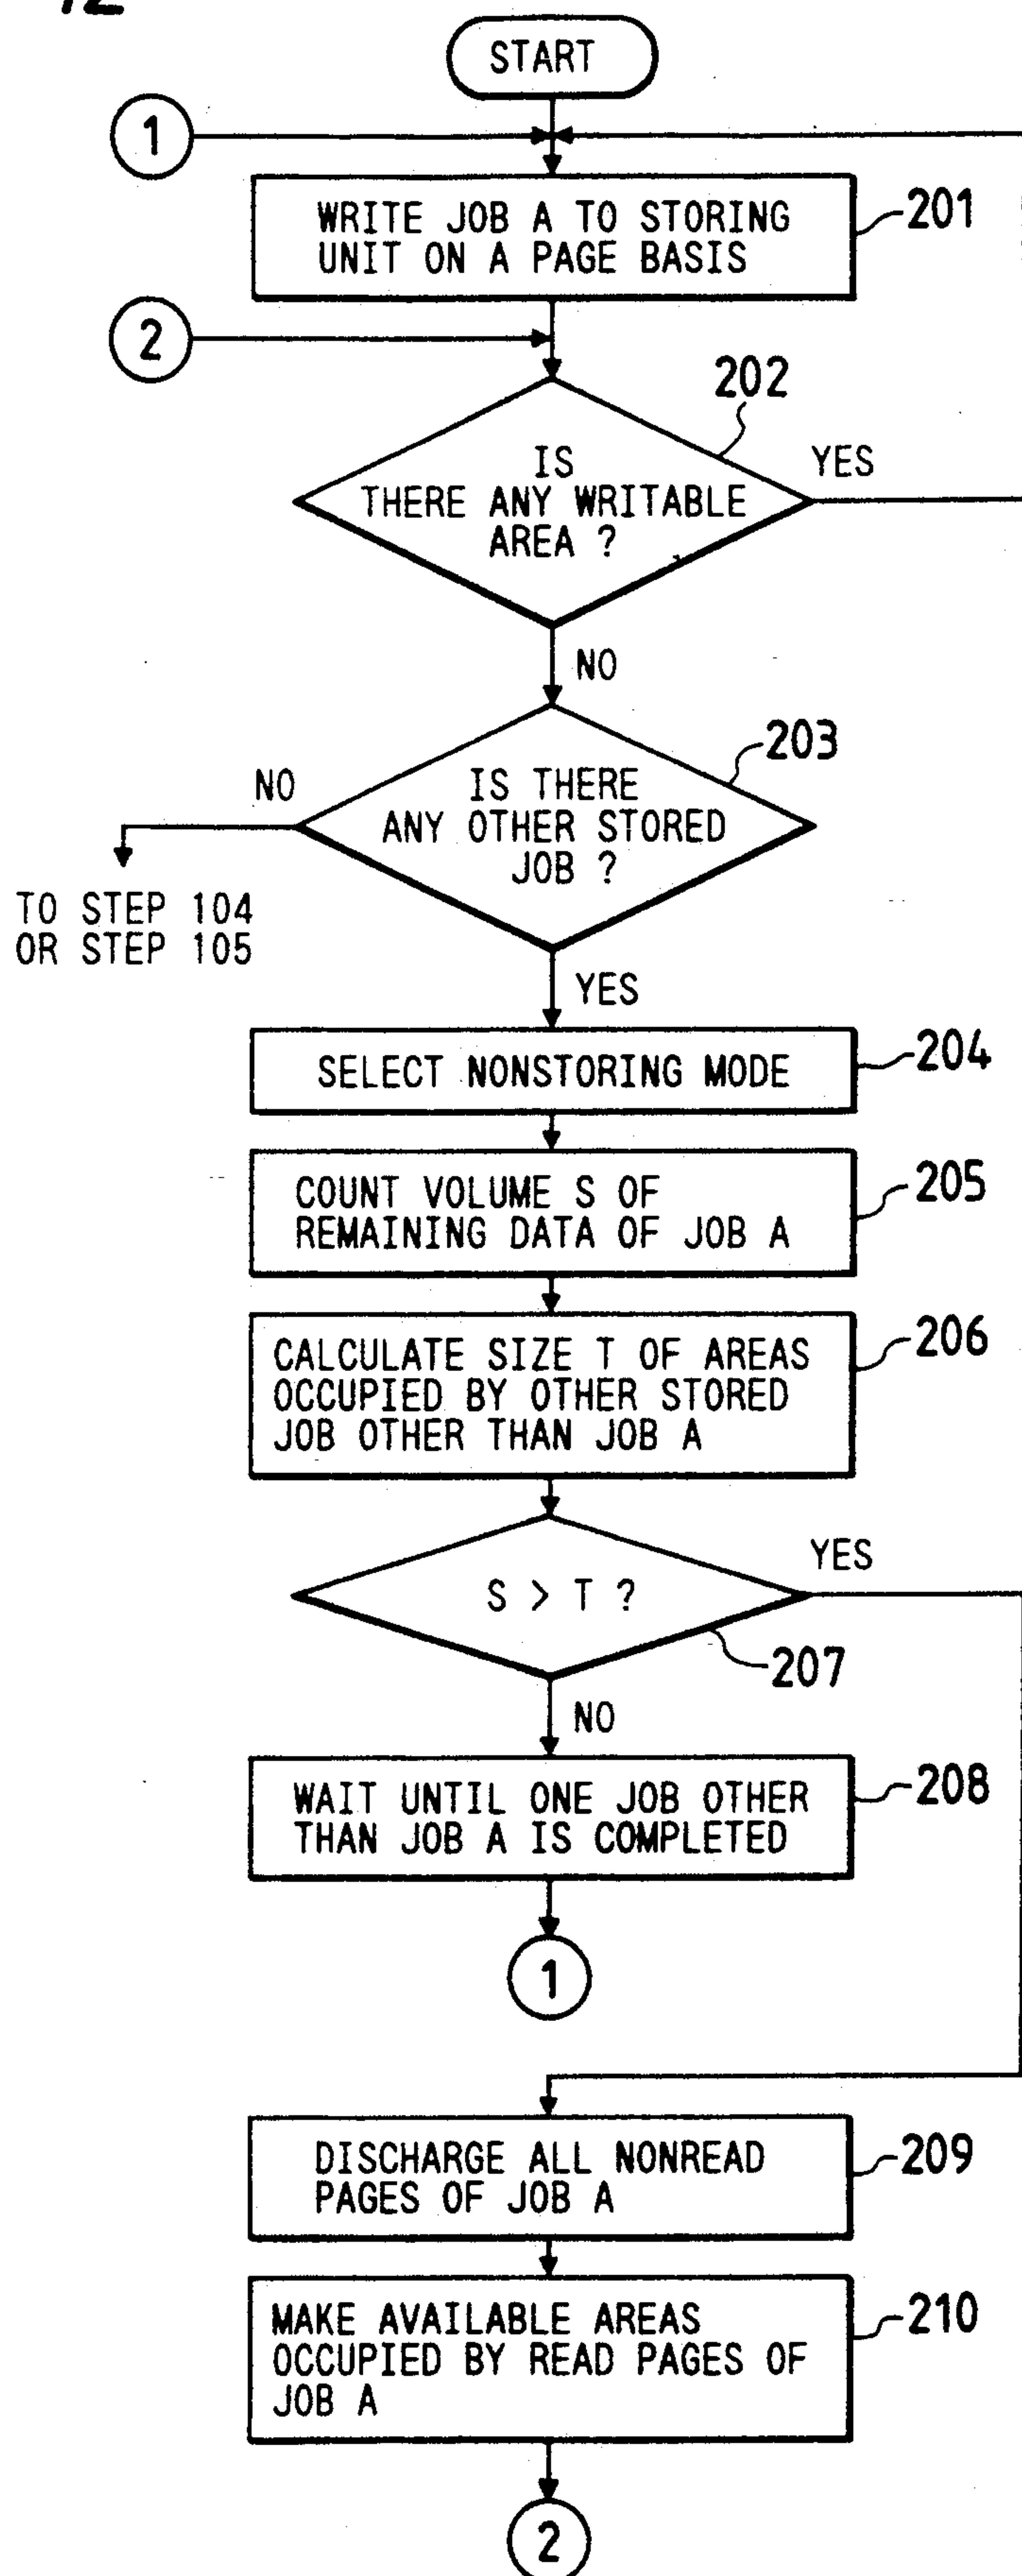 12
START
1
WRITE JOB A TO STORING
UNIT ON A PAGE BASIS
201
2
202
IS
THERE ANY WRITABLE
AREA ?
YES
NO
203
IS THERE
ANY OTHER STORED
JOB ?
NO
TO STEP 104
OR STEP 105
YES
SELECT NONSTORING MODE
204
COUNT VOLUME S OF
REMAINING DATA OF JOB A
205
CALCULATE SIZE T OF AREAS
OCCUPIED BY OTHER STORED
JOB OTHER THAN JOB A
206
S > T ?
YES
207
NO
WAIT UNTIL ONE JOB OTHER
THAN JOB A IS COMPLETED
208
1
DISCHARGE ALL NONREAD
PAGES OF JOB A
209
MAKE AVAILABLE AREAS
OCCUPIED BY READ PAGES OF
JOB A
210
2